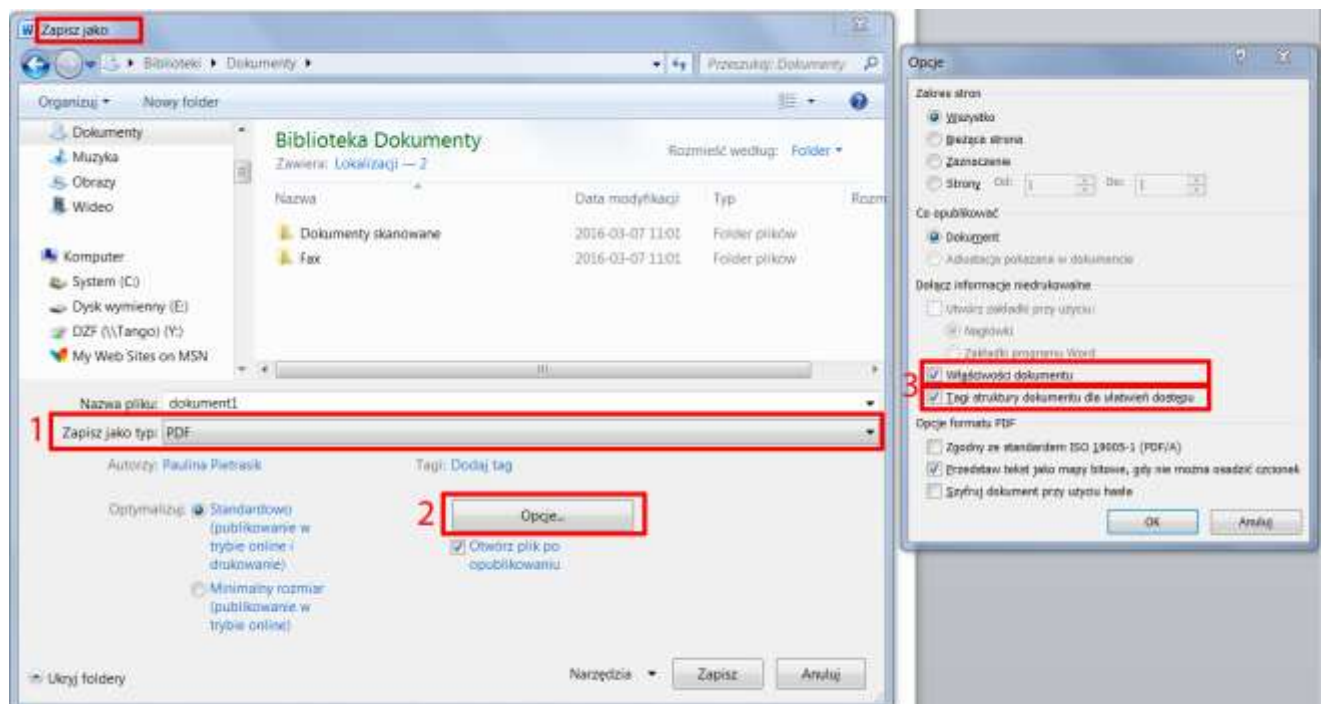 Zapisz jako
Biblioteki ▸ Dokumenty ▸
Przeszukaj: Dokumenty
Organizuj
Nowy folder
Dokumenty
Muzyka
Obrazy
Wideo
Komputer
System (C:)
Dysk wymienny (E:)
DZF (\\Tango) (Y:)
My Web Sites on MSN
Biblioteka Dokumenty
Zawiera: Lokalizacji — 2
Rozmieść według: Folder
Nazwa Data modyfikacji Typ Rozm
Dokumenty skanowane 2016-03-07 11:01 Folder plików
Fax 2016-03-07 11:01 Folder plików
Nazwa pliku: dokument1
1 Zapisz jako typ: PDF
Autorzy: Paulina Pietrasik Tagi: Dodaj tag
Optymalizuj: Standardowo
(publikowanie w
trybie online i
drukowanie)
Minimalny rozmiar
(publikowanie w
trybie online)
2 Opcje...
Otwórz plik po
opublikowaniu
Ukryj foldery
Narzędzia Zapisz Anuluj
Opcje
Zakres stron
Wszystko
Bieżąca strona
Zaznaczenie
Strony Od: 1 Do: 1
Co opublikować
Dokument
Adiustacja pokazana w dokumencie
Dołącz informacje niedrukowalne
Utwórz zakładki przy użyciu:
Nagłówki
Zakładki programu Word
3 Właściwości dokumentu
Tagi struktury dokumentu dla ułatwień dostępu
Opcje formatu PDF
Zgodny ze standardem ISO 19005-1 (PDF/A)
Przedstaw tekst jako mapy bitowe, gdy nie można osadzić czcionek
Szyfruj dokument przy użyciu hasła
OK Anuluj